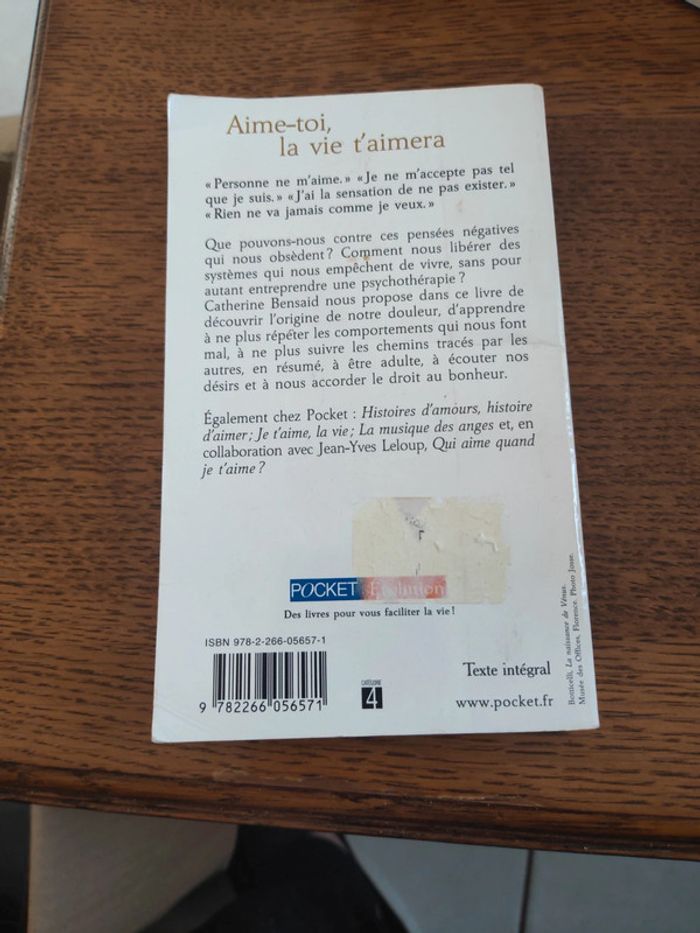 Aime-toi,
la vie t'aimera
« Personne ne m'aime. » « Je ne m'accepte pas tel
que je suis. » « J'ai la sensation de ne pas exister. »
« Rien ne va jamais comme je veux. »
Que pouvons-nous contre ces pensées négatives
qui nous obsèdent ? Comment nous libérer des
systèmes qui nous empêchent de vivre, sans pour
autant entreprendre une psychothérapie ?
Catherine Bensaid nous propose dans ce livre de
découvrir l'origine de notre douleur, d'apprendre
à ne plus répéter les comportements qui nous font
mal, à ne plus suivre les chemins tracés par les
autres, en résumé, à être adulte, à écouter nos
désirs et à nous accorder le droit au bonheur.
Également chez Pocket : Histoires d'amours, histoire
d'aimer ; Je t'aime, la vie ; La musique des anges et, en
collaboration avec Jean-Yves Leloup, Qui aime quand
je t'aime ?
POCKET Évolution
Des livres pour vous faciliter la vie !
ISBN 978-2-266-05657-1
9 782266 056571
CATÉGORIE
4
Texte intégral
www.pocket.fr
Botticelli, La naissance de Vénus.
Musée des Offices, Florence. Photo Josse.